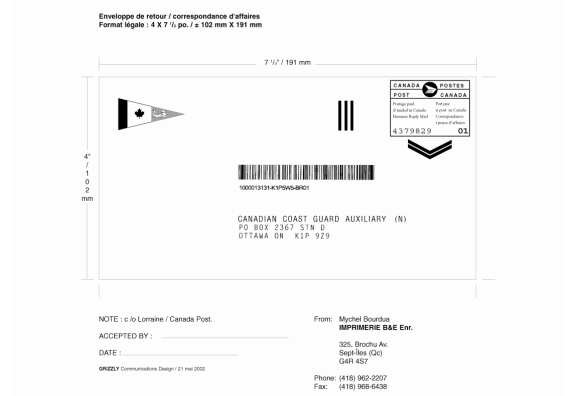 Enveloppe de retour / correspondance d'affaires
Format légale : 4 X 7 ½ po. / ± 102 mm X 191 mm
7 ½" / 191 mm
CANADA POSTES
POST CANADA
Postage paid Port payé
if mailed in Canada si posté au Canada
Business Reply Mail Correspondance
réponse d'affaires
4379829 01
4"
/
1
0
2
mm
1000013131-K1P5W5-BR01
CANADIAN COAST GUARD AUXILIARY (N)
PO BOX 2367 STN D
OTTAWA ON K1P 9Z9
NOTE : c /o Lorraine / Canada Post.
ACCEPTED BY :
DATE :
GRIZZLY Communications Design / 21 mai 2002
From: Mychel Bourdua
IMPRIMERIE B&E Enr.
325, Brochu Av.
Sept-Îles (Qc)
G4R 4S7
Phone: (418) 962-2207
Fax: (418) 968-6438